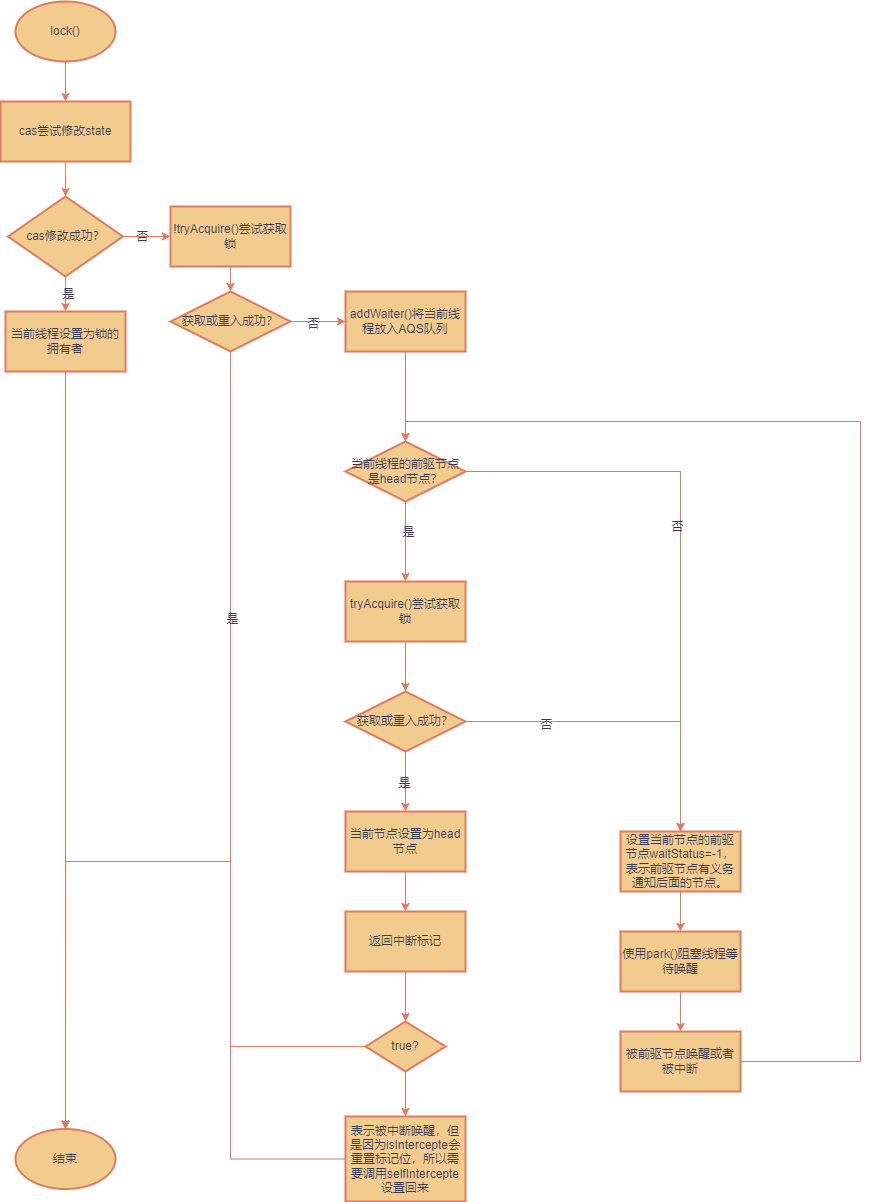 lock()
cas尝试修改state
cas修改成功?
否
!tryAcquire()尝试获取
锁
是
当前线程设置为锁的
拥有者
获取或重入成功?
否
addWaiter()将当前线
程放入AQS队列
当前线程的前驱节点
是head节点?
否
是
tryAcquire()尝试获取
锁
是
获取或重入成功?
否
是
当前节点设置为head
节点
设置当前节点的前驱
节点waitStatus=-1,
表示前驱节点有义务
通知后面的节点。
返回中断标记
使用park()阻塞线程等
待唤醒
true?
被前驱节点唤醒或者
被中断
表示被中断唤醒，但
是因为isIntercepte会
重置标记位，所以需
要调用selfIntercepte
设置回来
结束